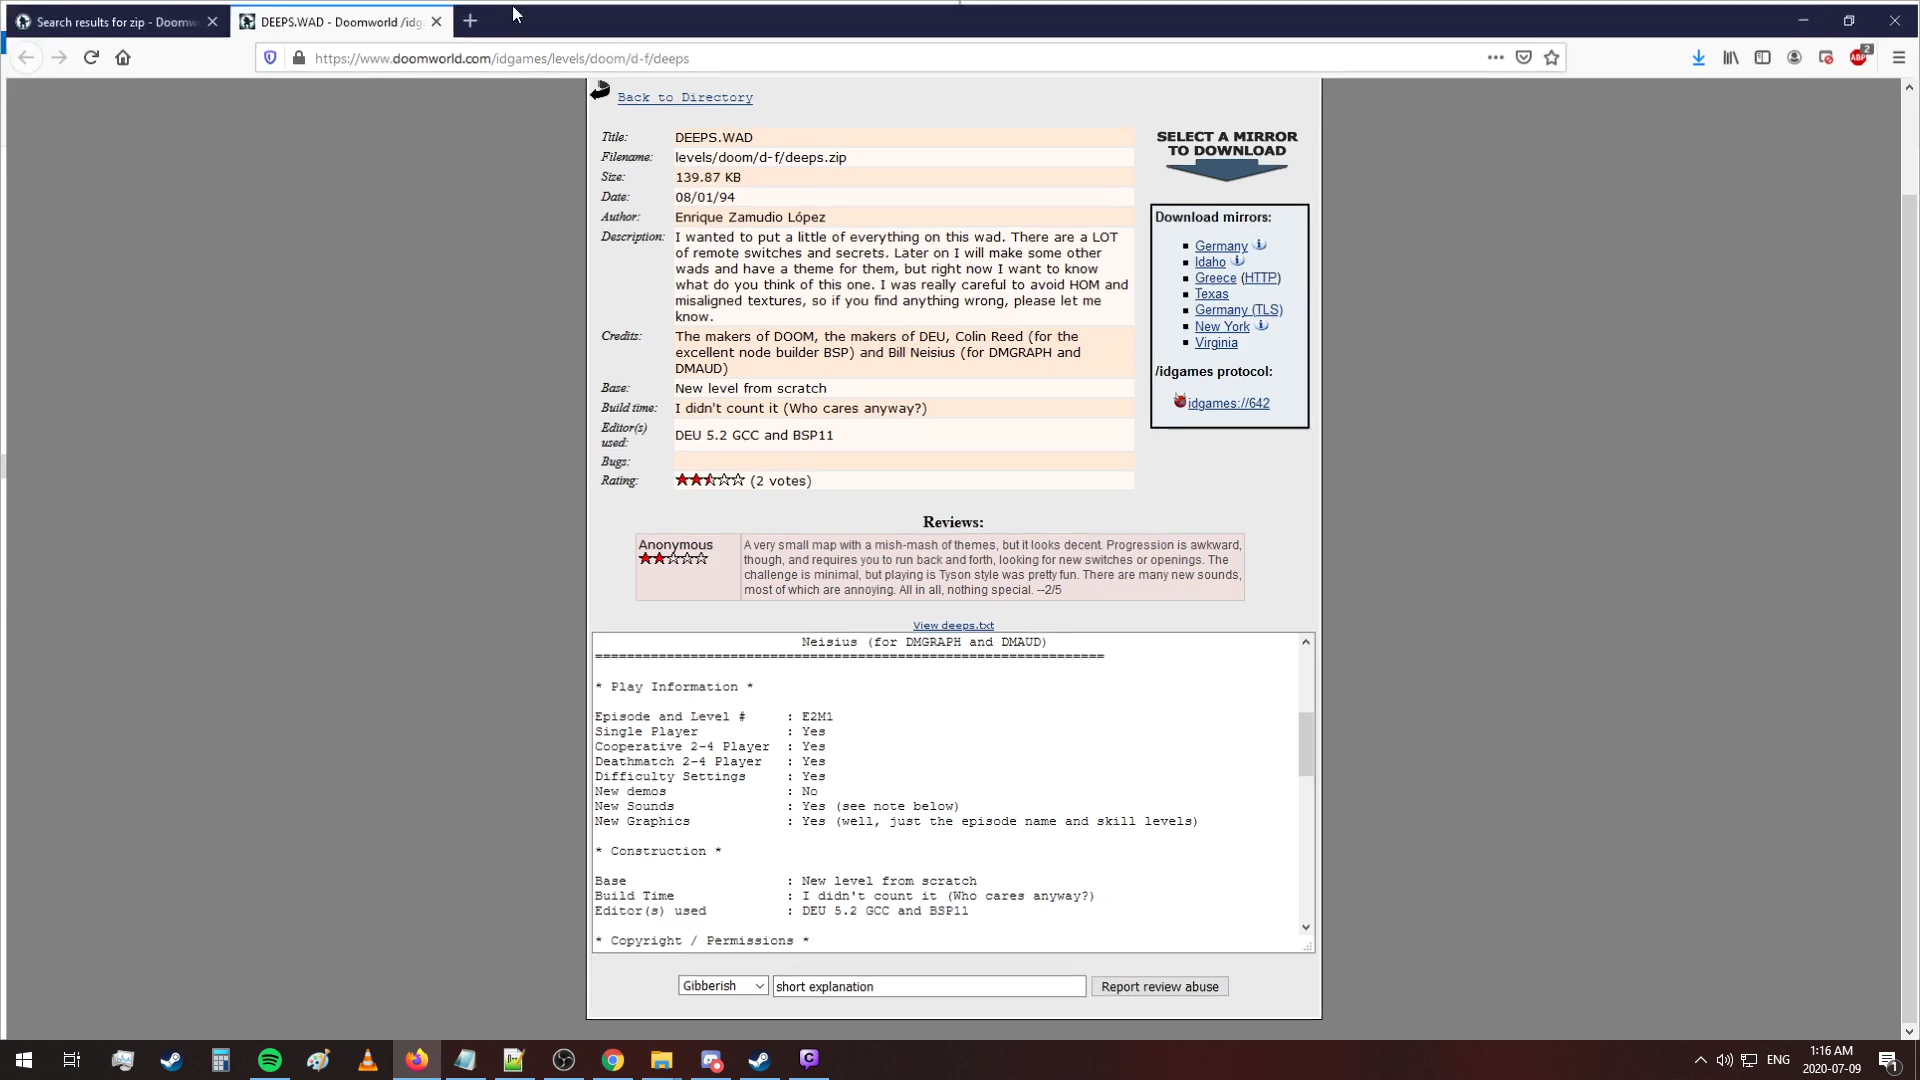 Search results for zip - Doomw
DEEPS.WAD - Doomworld /idg
https://www.doomworld.com/idgames/levels/doom/d-f/deeps
ABP
2
Back to Directory
Title: DEEPS.WAD
Filename: levels/doom/d-f/deeps.zip
Size: 139.87 KB
Date: 08/01/94
Author: Enrique Zamudio López
Description: I wanted to put a little of everything on this wad. There are a LOT
of remote switches and secrets. Later on I will make some other
wads and have a theme for them, but right now I want to know
what do you think of this one. I was really careful to avoid HOM and
misaligned textures, so if you find anything wrong, please let me
know.
Credits: The makers of DOOM, the makers of DEU, Colin Reed (for the
excellent node builder BSP) and Bill Neisius (for DMGRAPH and
DMAUD)
Base: New level from scratch
Build time: I didn't count it (Who cares anyway?)
Editor(s)
used: DEU 5.2 GCC and BSP11
Bugs:
Rating: (2 votes)
SELECT A MIRROR
TO DOWNLOAD
Download mirrors:
Germany
Idaho
Greece (HTTP)
Texas
Germany (TLS)
New York
Virginia
/idgames protocol:
idgames://642
Reviews:
Anonymous
A very small map with a mish-mash of themes, but it looks decent. Progression is awkward,
though, and requires you to run back and forth, looking for new switches or openings. The
challenge is minimal, but playing is Tyson style was pretty fun. There are many new sounds,
most of which are annoying. All in all, nothing special. --2/5
View deeps.txt
Neisius (for DMGRAPH and DMAUD)
================================================================
* Play Information *
Episode and Level # : E2M1
Single Player : Yes
Cooperative 2-4 Player : Yes
Deathmatch 2-4 Player : Yes
Difficulty Settings : Yes
New demos : No
New Sounds : Yes (see note below)
New Graphics : Yes (well, just the episode name and skill levels)
* Construction *
Base : New level from scratch
Build Time : I didn't count it (Who cares anyway?)
Editor(s) used : DEU 5.2 GCC and BSP11
* Copyright / Permissions *
Gibberish
short explanation
Report review abuse
ENG
1:16 AM
2020-07-09
1